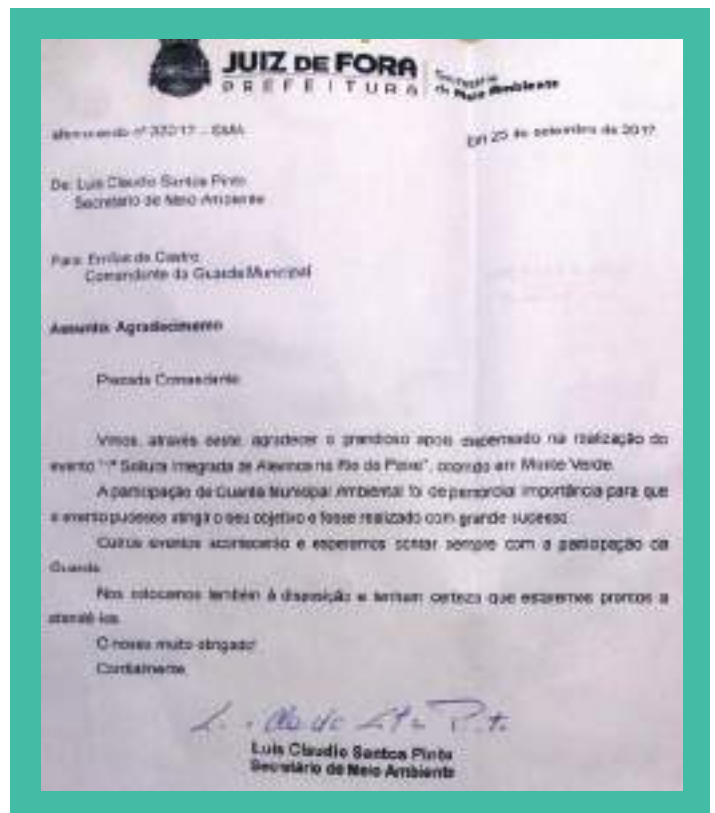 JUIZ DE FORA
PREFEITURA
Secretaria
de Meio Ambiente
Em 25 de setembro de 2017
De: Luis Claudio Santos Pinto
Secretário de Meio Ambiente
Para: de Castro
Comandante da Guarda Municipal
Assunto: Agradecimento
Prezado Comandante
Vimos, através deste, agradecer o grandioso apoio dispensado na realização do
evento "1ª Soltura Integrada de Alevinos no Rio do Peixe", ocorrido em Monte Verde.
A participação da Guarda Municipal Ambiental foi de primordial importância para que
o evento pudesse atingir o seu objetivo e fosse realizado com grande sucesso.
Outros eventos acontecerão e esperamos contar sempre com a participação da
Guarda.
Nos colocamos também à disposição e tenham certeza que estaremos prontos a
atendê-los.
O nosso muito obrigado!
Cordialmente,
Luis Claudio Santos Pinto
Secretário de Meio Ambiente